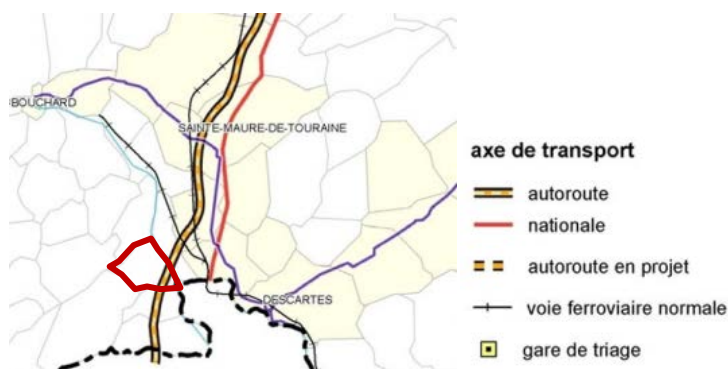 -BOUCHARD
SAINTE-MAURE-DE-TOURAINE
DESCARTES
axe de transport
autoroute
nationale
autoroute en projet
voie ferroviaire normale
gare de triage